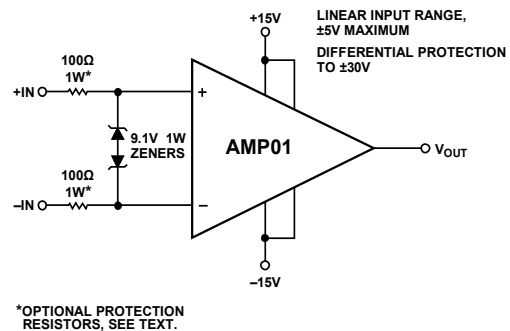 +15V
LINEAR INPUT RANGE,
±5V MAXIMUM
DIFFERENTIAL PROTECTION
TO ±30V
100Ω
1W*
+IN
+
9.1V 1W
ZENERS
AMP01
VOUT
100Ω
1W*
–IN
–
–15V
*OPTIONAL PROTECTION
RESISTORS, SEE TEXT.